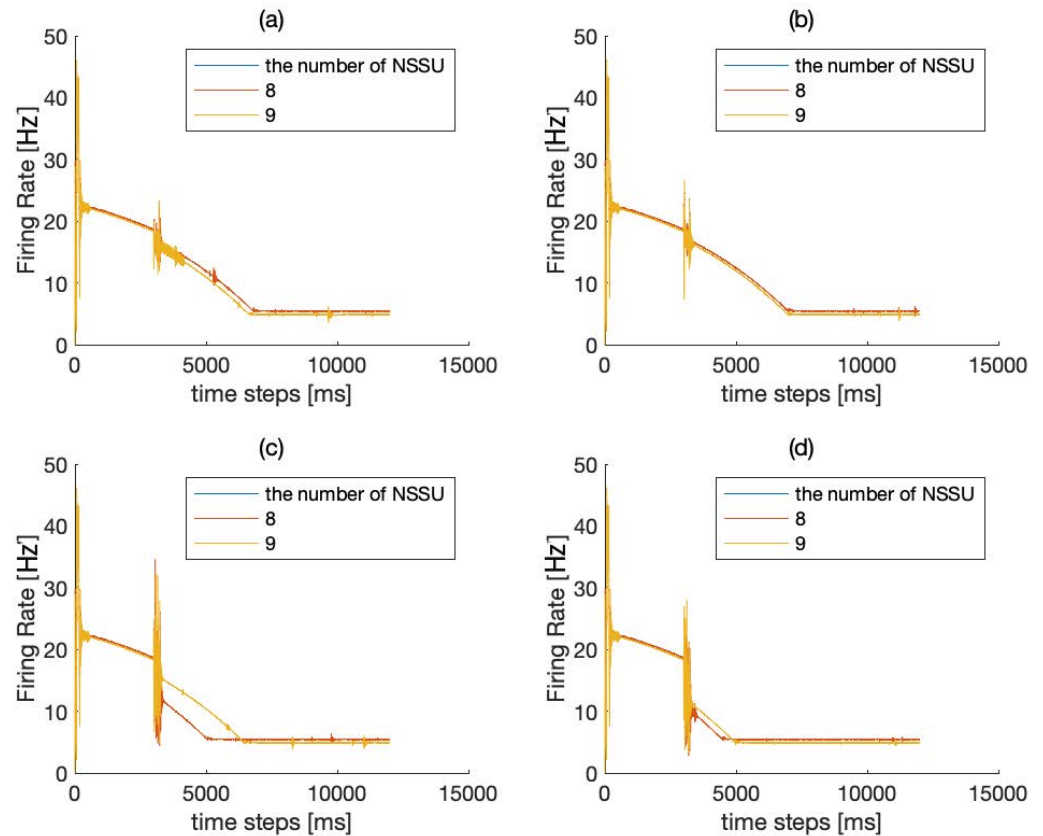 (a)
50
40
30
20
10
0
Firing Rate [Hz]
the number of NSSU
8
9
0 5000 10000 15000
time steps [ms]
(b)
50
40
30
20
10
0
Firing Rate [Hz]
the number of NSSU
8
9
0 5000 10000 15000
time steps [ms]
(c)
50
40
30
20
10
0
Firing Rate [Hz]
the number of NSSU
8
9
0 5000 10000 15000
time steps [ms]
(d)
50
40
30
20
10
0
Firing Rate [Hz]
the number of NSSU
8
9
0 5000 10000 15000
time steps [ms]